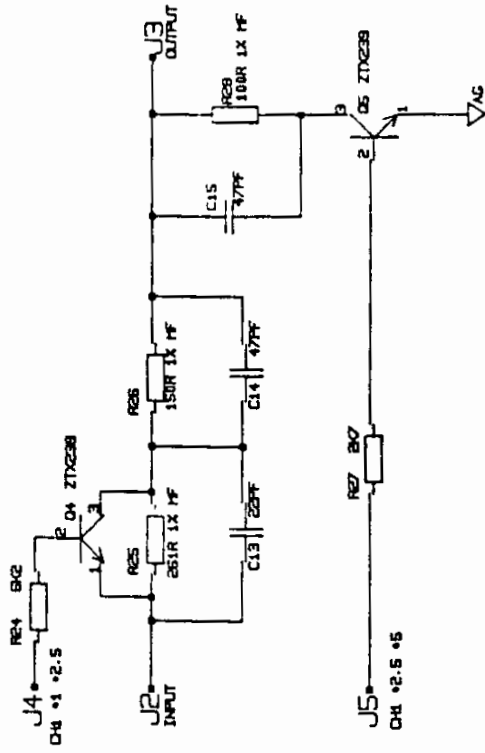 J4
CH1 *1 *2.5
R24 8K2
2
Q4 ZTX239
1
3
J2
INPUT
R25
261R 1% MF
C13
22PF
R26
150R 1% MF
C14
47PF
C15
47PF
J3
OUTPUT
R28
100R 1% MF
3
Q5 ZTX239
2
1
AG
J5
CH1 *2.5 *5
R27 2K7